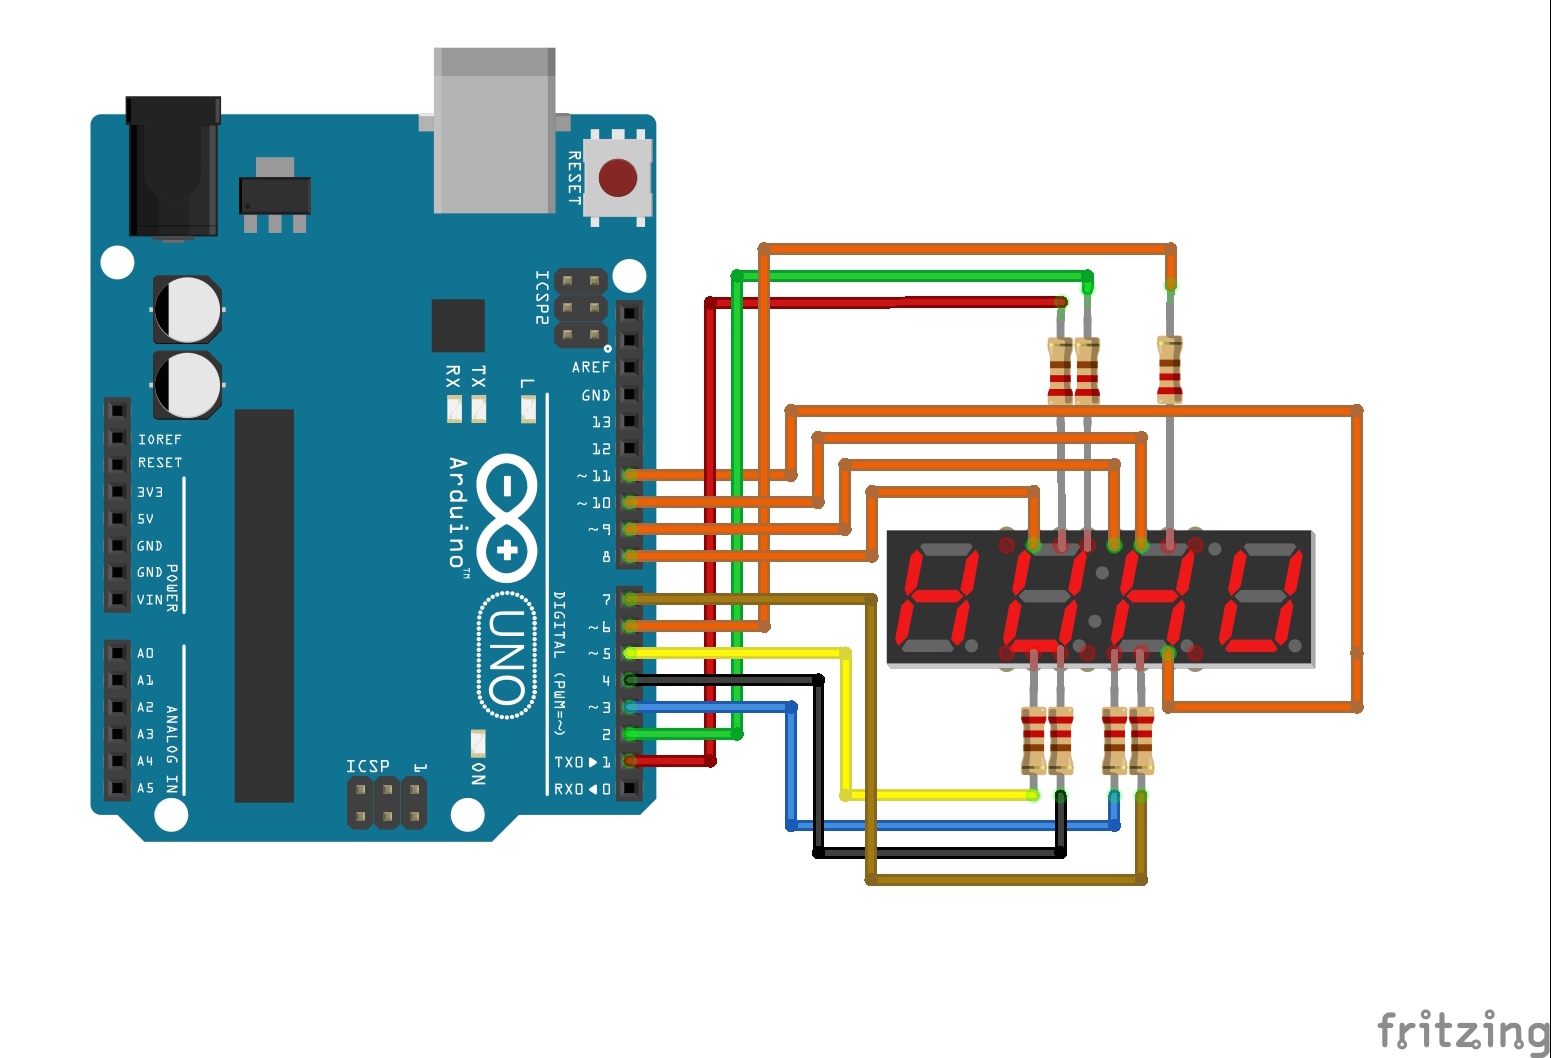 RESET
ICSP2
AREF
GND
RX
TX
L
13
12
IOREF
RESET
~11
3V3
~10
5V
~9
GND
8
GND
VIN
POWER
Arduino™
7
~6
~5
4
~3
2
TX0▶1
RX0◀0
DIGITAL (PWM=~)
UNO
A0
A1
A2
A3
A4
A5
ANALOG IN
ON
ICSP
1
fritzing